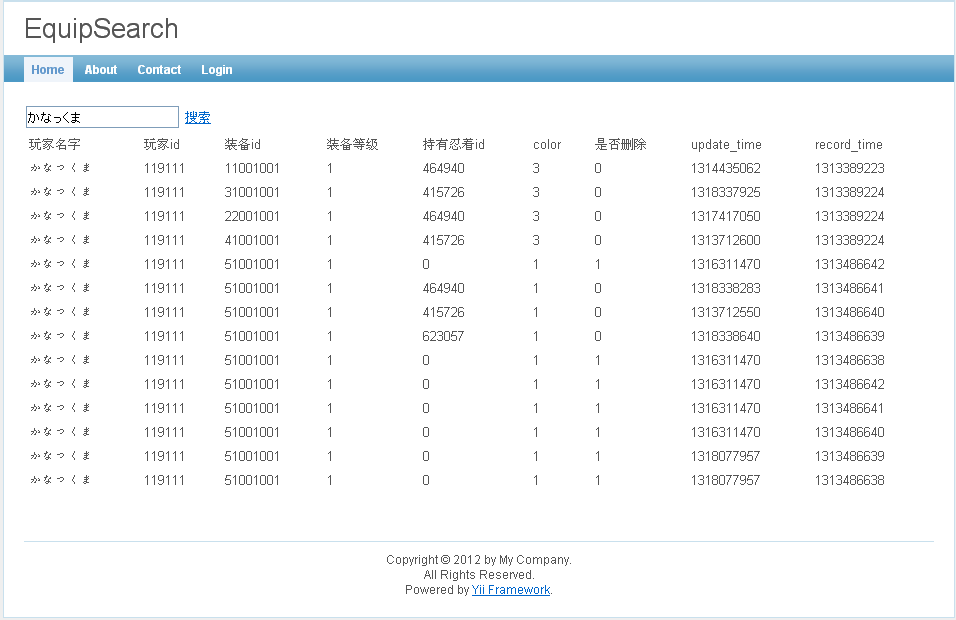 EquipSearch
Home About Contact Login
かなっくま 搜索
玩家名字 玩家id 装备id 装备等级 持有忍着id color 是否删除 update_time record_time
かなっくま 119111 11001001 1 464940 3 0 1314435062 1313389223
かなっくま 119111 31001001 1 415726 3 0 1318337925 1313389224
かなっくま 119111 22001001 1 464940 3 0 1317417050 1313389224
かなっくま 119111 41001001 1 415726 3 0 1313712600 1313389224
かなっくま 119111 51001001 1 0 1 1 1316311470 1313486642
かなっくま 119111 51001001 1 464940 1 0 1318338283 1313486641
かなっくま 119111 51001001 1 415726 1 0 1313712550 1313486640
かなっくま 119111 51001001 1 623057 1 0 1318338640 1313486639
かなっくま 119111 51001001 1 0 1 1 1316311470 1313486638
かなっくま 119111 51001001 1 0 1 1 1316311470 1313486642
かなっくま 119111 51001001 1 0 1 1 1316311470 1313486641
かなっくま 119111 51001001 1 0 1 1 1316311470 1313486640
かなっくま 119111 51001001 1 0 1 1 1318077957 1313486639
かなっくま 119111 51001001 1 0 1 1 1318077957 1313486638
Copyright © 2012 by My Company.
All Rights Reserved.
Powered by Yii Framework.